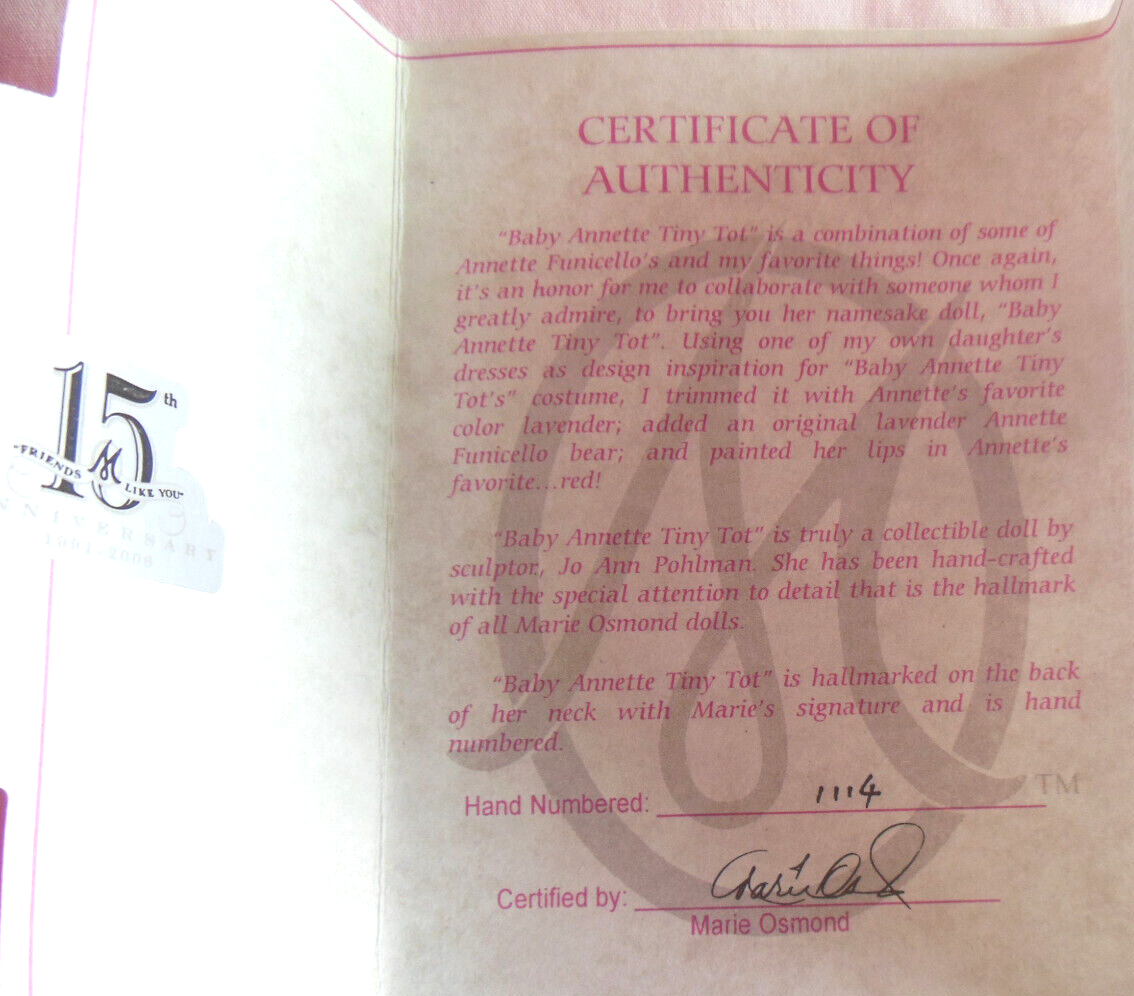 CERTIFICATE OF
AUTHENTICITY
"Baby Annette Tiny Tot" is a combination of some of
Annette Funicello's and my favorite things! Once again,
it's an honor for me to collaborate with someone whom I
greatly admire, to bring you her namesake doll, "Baby
Annette Tiny Tot". Using one of my own daughter's
dresses as design inspiration for "Baby Annette Tiny
Tot's" costume, I trimmed it with Annette's favorite
color lavender; added an original lavender Annette
Funicello bear; and painted her lips in Annette's
favorite...red!
"Baby Annette Tiny Tot" is truly a collectible doll by
sculptor, Jo Ann Pohlman. She has been hand-crafted
with the special attention to detail that is the hallmark
of all Marie Osmond dolls.
"Baby Annette Tiny Tot" is hallmarked on the back
of her neck with Marie's signature and is hand
numbered.
TM
Hand Numbered: 1114
Certified by: Marie Osmond
Marie Osmond
15th
"FRIENDS LIKE YOU"
NNIVERSARY
1991-2006